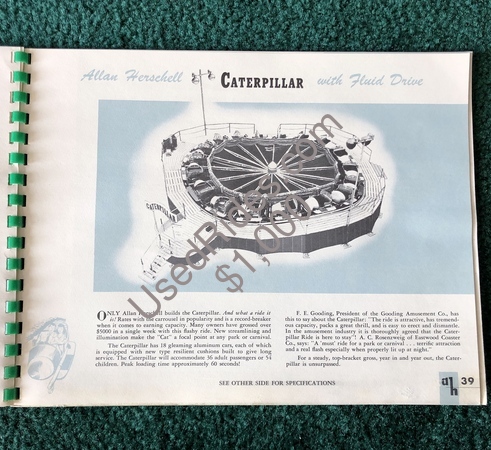 Allan Herschell CATERPILLAR with Fluid Drive
CATERPILLAR
UsedRides.com
$1,000
ONLY Allan Herschell builds the Caterpillar. And what a ride it
is! Rates with the carrousel in popularity and is a record-breaker
when it comes to earning capacity. Many owners have grossed over
$5000 in a single week with this flashy ride. New streamlining and
illumination make the "Cat" a focal point at any park or carnival.
The Caterpillar has 18 gleaming aluminum cars, each of which
is equipped with new type resilient cushions built to give long
service. The Caterpillar will accommodate 36 adult passengers or 54
children. Peak loading time approximately 60 seconds!
F. E. Gooding, President of the Gooding Amusement Co., has
this to say about the Caterpillar: "The ride is attractive, has tremend-
ous capacity, packs a great thrill, and is easy to erect and dismantle.
In the amusement industry it is thoroughly agreed that the Cater-
pillar Ride is here to stay"! A. C. Rosenzweig of Eastwood Coaster
Co., says: "A 'must' ride for a park or carnival . . . terrific attraction
and a real flash especially when properly lit up at night."
For a steady, top-bracket gross, year in and year out, the Cater-
pillar is unsurpassed.
SEE OTHER SIDE FOR SPECIFICATIONS
ah 39